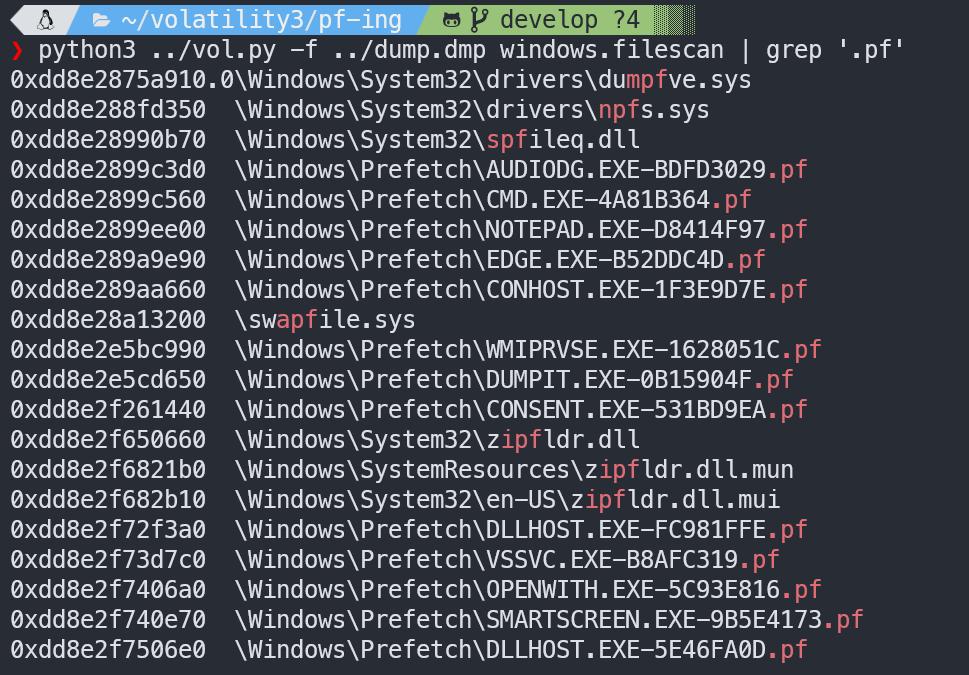 ~/volatility3/pf-ing develop ?4
❯ python3 ../vol.py -f ../dump.dmp windows.filescan | grep '.pf'
0xdd8e2875a910.0\Windows\System32\drivers\dumpfve.sys
0xdd8e288fd350 \Windows\System32\drivers\npfs.sys
0xdd8e28990b70 \Windows\System32\spfileq.dll
0xdd8e2899c3d0 \Windows\Prefetch\AUDIODG.EXE-BDFD3029.pf
0xdd8e2899c560 \Windows\Prefetch\CMD.EXE-4A81B364.pf
0xdd8e2899ee00 \Windows\Prefetch\NOTEPAD.EXE-D8414F97.pf
0xdd8e289a9e90 \Windows\Prefetch\EDGE.EXE-B52DDC4D.pf
0xdd8e289aa660 \Windows\Prefetch\CONHOST.EXE-1F3E9D7E.pf
0xdd8e28a13200 \swapfile.sys
0xdd8e2e5bc990 \Windows\Prefetch\WMIPRVSE.EXE-1628051C.pf
0xdd8e2e5cd650 \Windows\Prefetch\DUMPIT.EXE-0B15904F.pf
0xdd8e2f261440 \Windows\Prefetch\CONSENT.EXE-531BD9EA.pf
0xdd8e2f650660 \Windows\System32\zipfldr.dll
0xdd8e2f6821b0 \Windows\SystemResources\zipfldr.dll.mun
0xdd8e2f682b10 \Windows\System32\en-US\zipfldr.dll.mui
0xdd8e2f72f3a0 \Windows\Prefetch\DLLHOST.EXE-FC981FFE.pf
0xdd8e2f73d7c0 \Windows\Prefetch\VSSVC.EXE-B8AFC319.pf
0xdd8e2f7406a0 \Windows\Prefetch\OPENWITH.EXE-5C93E816.pf
0xdd8e2f740e70 \Windows\Prefetch\SMARTSCREEN.EXE-9B5E4173.pf
0xdd8e2f7506e0 \Windows\Prefetch\DLLHOST.EXE-5E46FA0D.pf